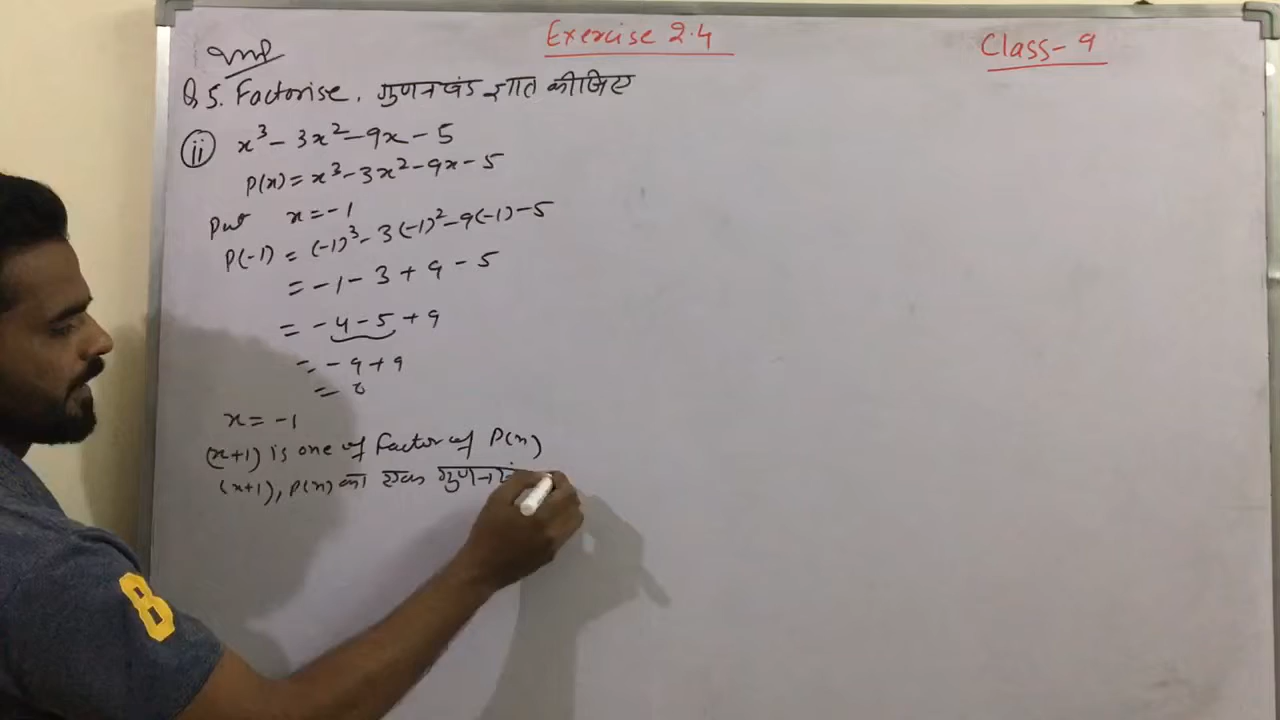 Exercise 2.4
Class-9
Imp
Q5. Factorise. गुणनखंड ज्ञात कीजिए
ii x³ - 3x² - 9x - 5
P(x) = x³ - 3x² - 9x - 5
Put x = -1
P(-1) = (-1)³ - 3(-1)² - 9(-1) - 5
= -1 - 3 + 9 - 5
= -4 - 5 + 9
= -9 + 9
= 0
x = -1
(x+1) is one of Factor of P(x)
(x+1), P(x) का एक
8